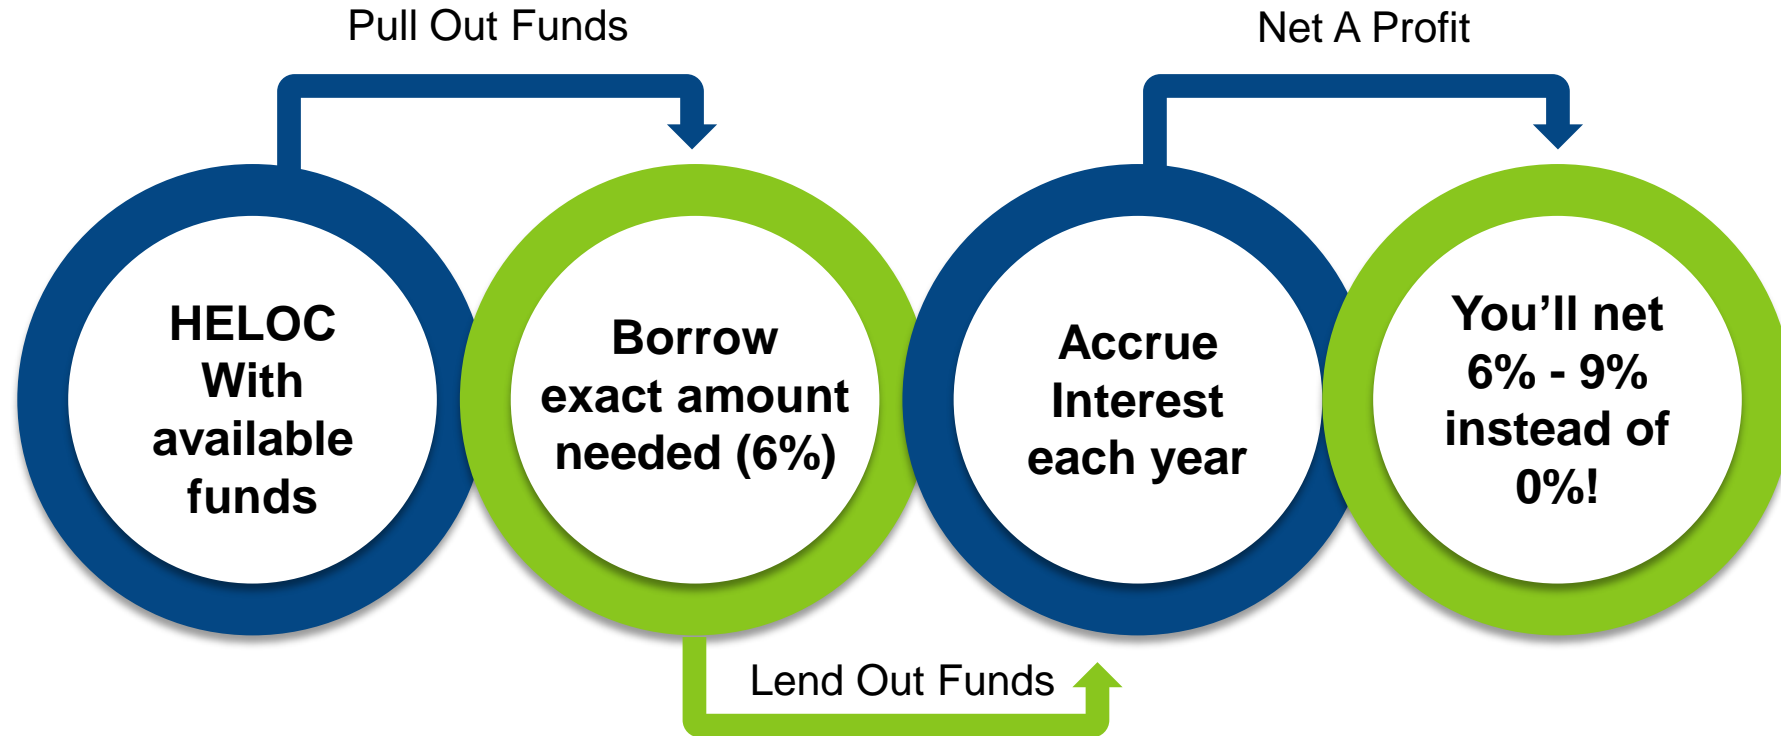 Pull Out Funds
Net A Profit
HELOC
With
available
funds
Borrow
exact amount
needed (6%)
Accrue
Interest
each year
You’ll net
6% - 9%
instead of
0%!
Lend Out Funds